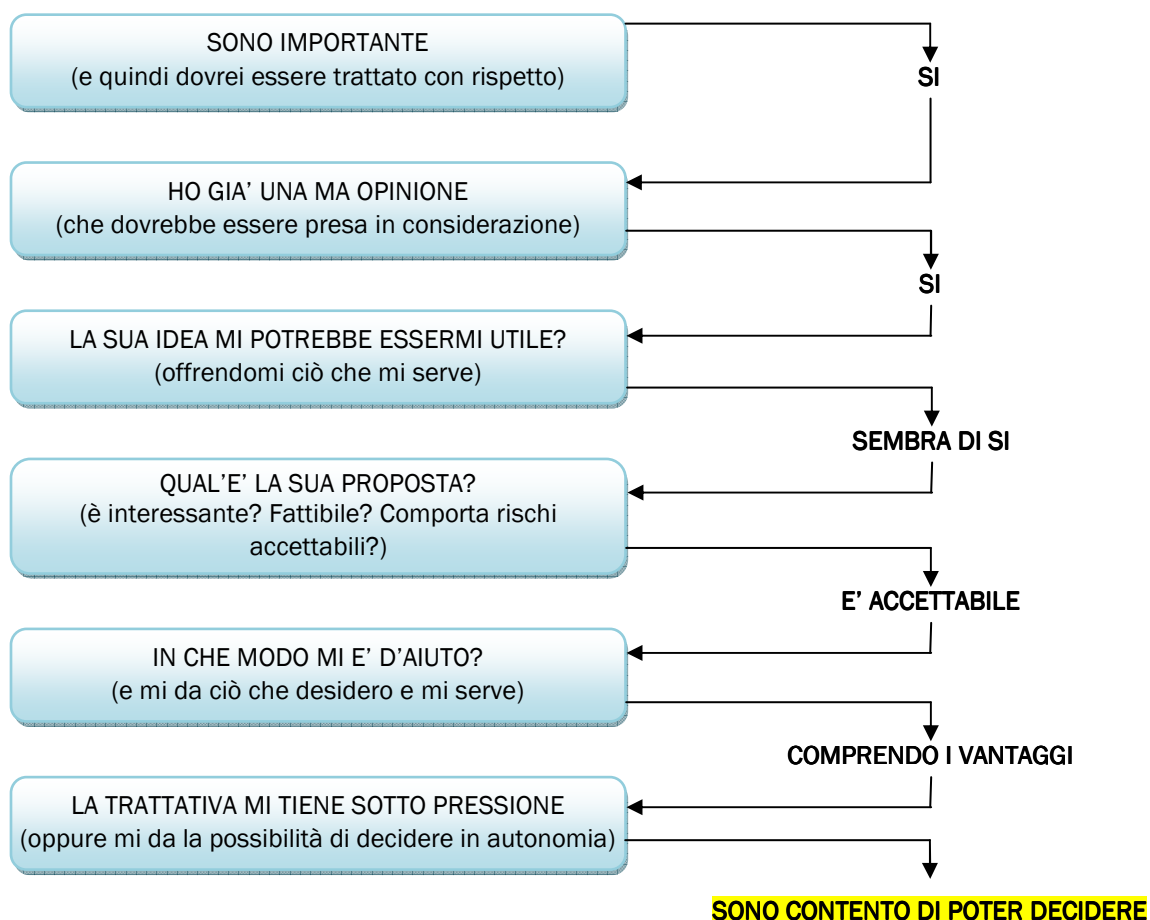 SONO IMPORTANTE
(e quindi dovrei essere trattato con rispetto)
SI
HO GIA' UNA MA OPINIONE
(che dovrebbe essere presa in considerazione)
SI
LA SUA IDEA MI POTREBBE ESSERMI UTILE?
(offrendomi ciò che mi serve)
SEMBRA DI SI
QUAL'E' LA SUA PROPOSTA?
(è interessante? Fattibile? Comporta rischi
accettabili?)
E' ACCETTABILE
IN CHE MODO MI E' D'AIUTO?
(e mi da ciò che desidero e mi serve)
COMPRENDO I VANTAGGI
LA TRATTATIVA MI TIENE SOTTO PRESSIONE
(oppure mi da la possibilità di decidere in autonomia)
SONO CONTENTO DI POTER DECIDERE